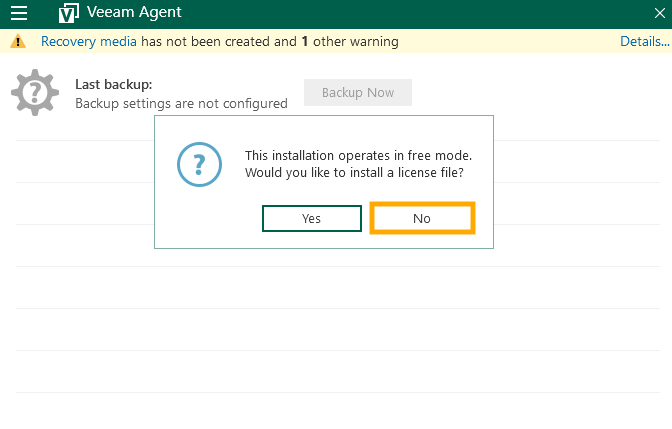 Veeam Agent
Recovery media has not been created and 1 other warning Details...
Last backup:
Backup settings are not configured
Backup Now
This installation operates in free mode.
Would you like to install a license file?
Yes No